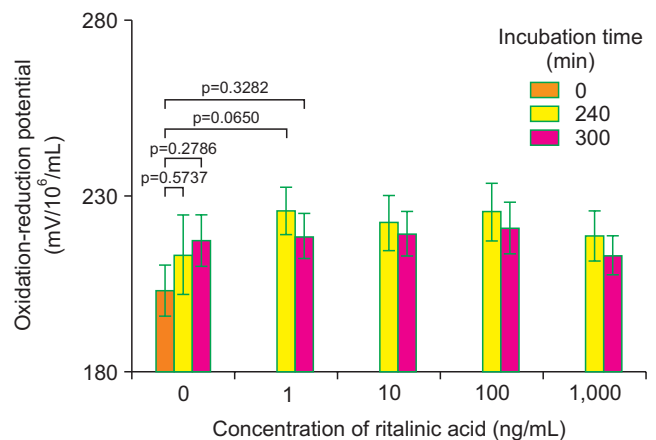 280
230
180
Oxidation-reduction potential
(mV/10⁶/mL)
Incubation time
(min)
0
240
300
p=0.3282
p=0.0650
p=0.2786
p=0.5737
0 1 10 100 1,000
Concentration of ritalinic acid (ng/mL)